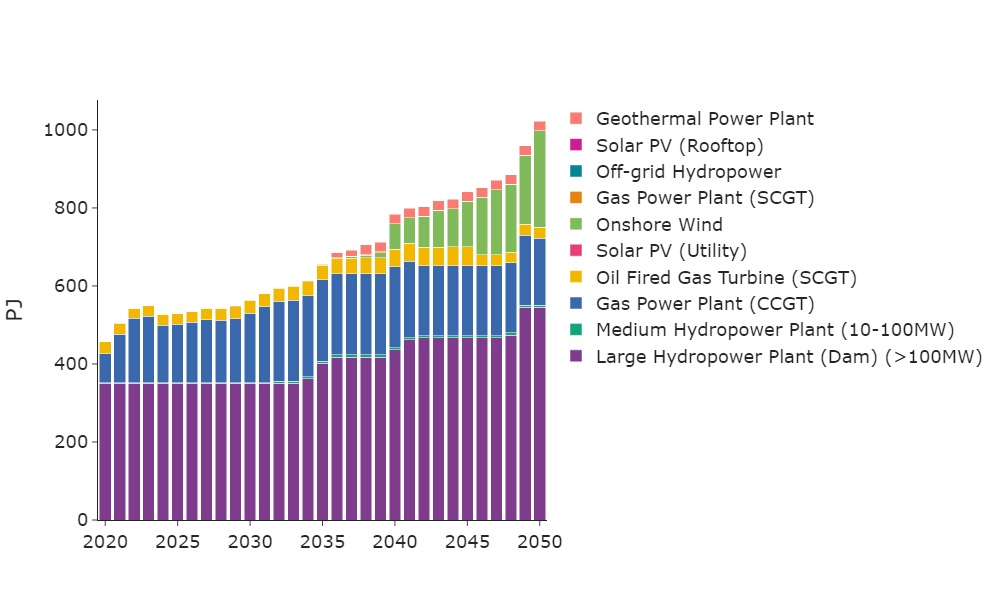 PJ
1000
800
600
400
200
0
2020 2025 2030 2035 2040 2045 2050
Geothermal Power Plant
Solar PV (Rooftop)
Off-grid Hydropower
Gas Power Plant (SCGT)
Onshore Wind
Solar PV (Utility)
Oil Fired Gas Turbine (SCGT)
Gas Power Plant (CCGT)
Medium Hydropower Plant (10-100MW)
Large Hydropower Plant (Dam) (>100MW)